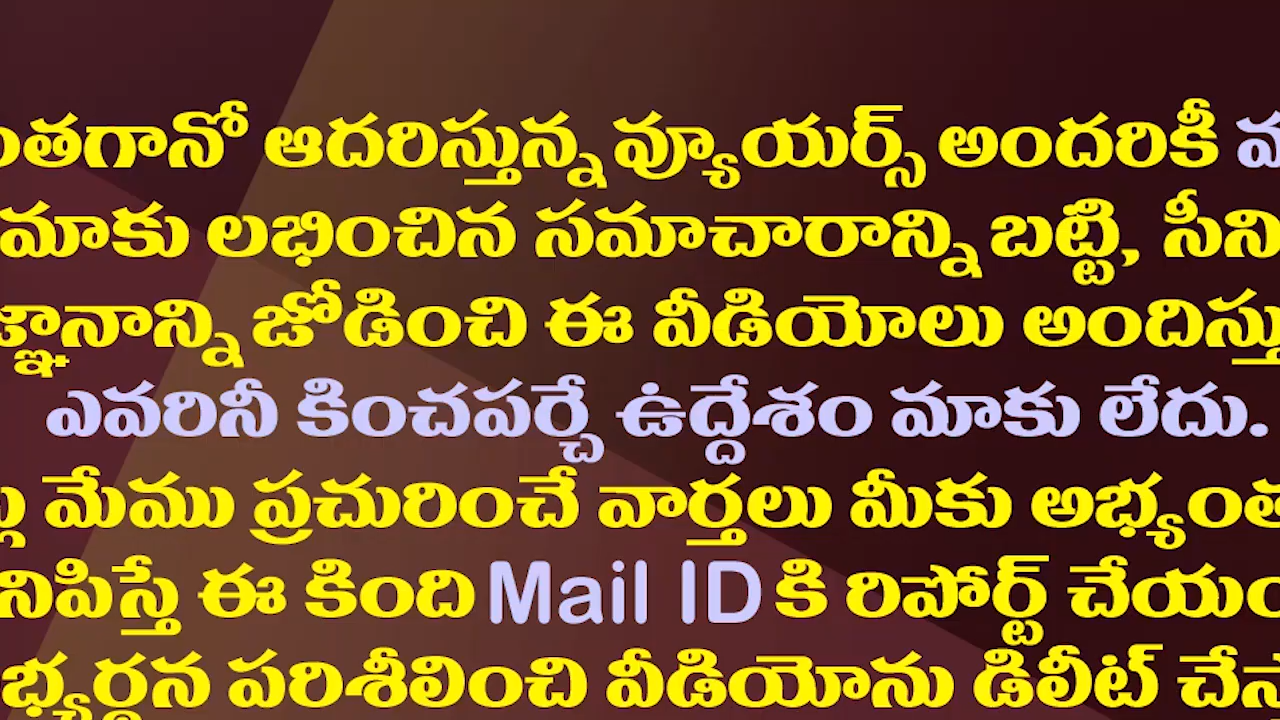 ంతగానో ఆదరిస్తున్న వ్యూయర్స్ అందరికీ
మాకు లభించిన సమాచారాన్ని బట్టి, సీని
జ్ఞానాన్ని జోడించి ఈ వీడియోలు అందిస్తు
ఎవరినీ కించపర్చే ఉద్దేశం మాకు లేదు.
మేము ప్రచురించే వార్తలు మీకు అభ్యంత
నిపిస్తే ఈ కింది Mail ID కి రిపోర్ట్ చేయం
భ్యర్థన పరిశీలించి వీడియోను డిలీట్ చేస